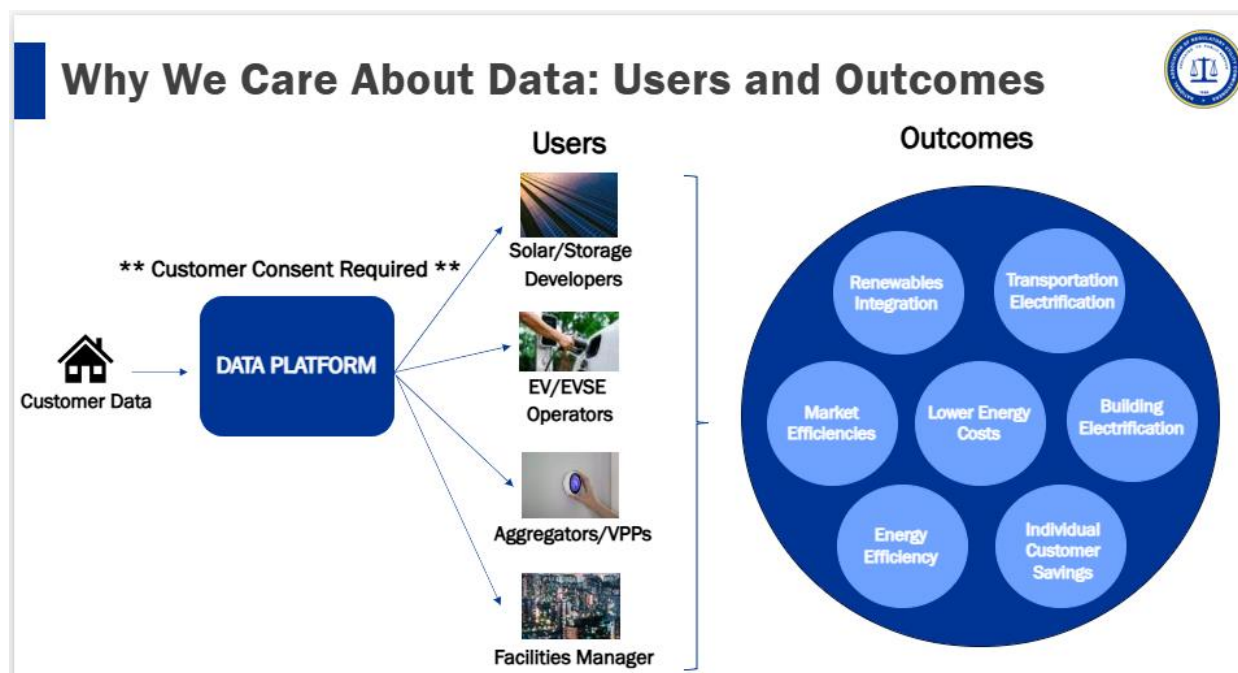 Why We Care About Data: Users and Outcomes
Users
Outcomes
** Customer Consent Required **
Customer Data
DATA PLATFORM
Solar/Storage
Developers
EV/EVSE
Operators
Aggregators/VPPs
Facilities Manager
Renewables
Integration
Transportation
Electrification
Market
Efficiencies
Lower Energy
Costs
Building
Electrification
Energy
Efficiency
Individual
Customer
Savings